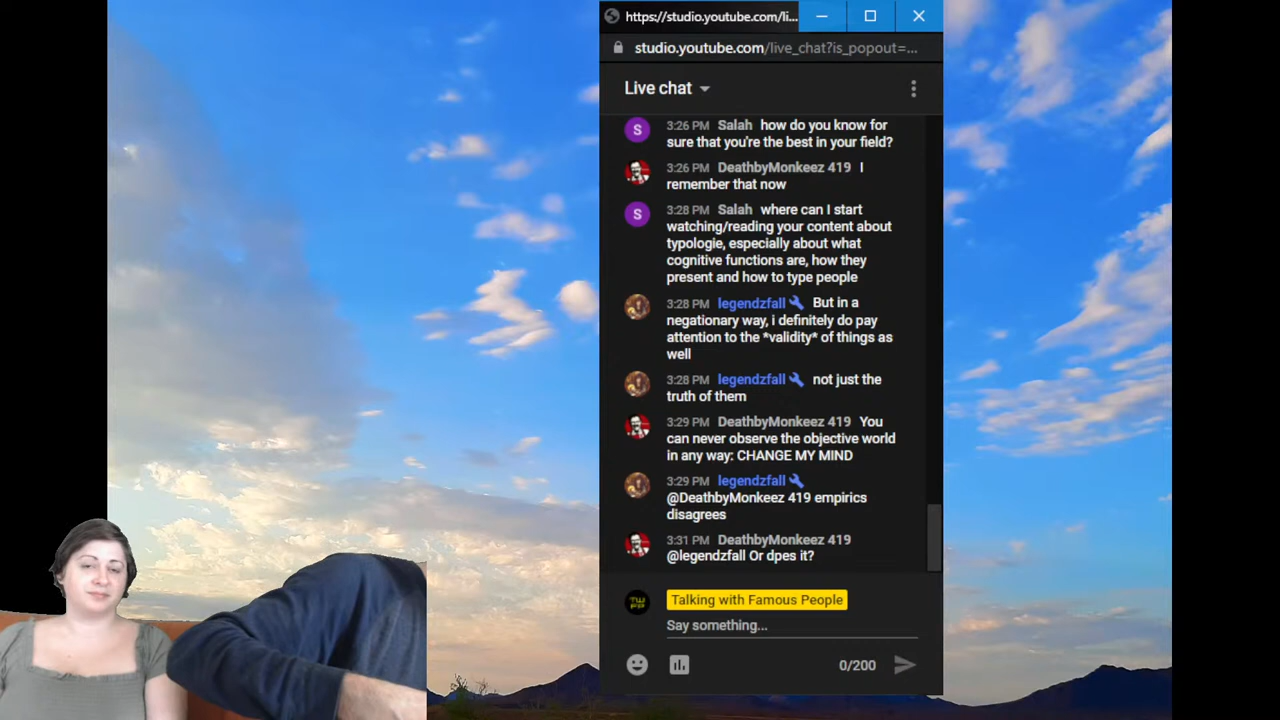 https://studio.youtube.com/li...
studio.youtube.com/live_chat?is_popout=...
Live chat
S
3:26 PM Salah how do you know for
sure that you're the best in your field?
3:26 PM DeathbyMonkeez 419 I
remember that now
S
3:28 PM Salah where can I start
watching/reading your content about
typologie, especially about what
cognitive functions are, how they
present and how to type people
3:28 PM legendzfall But in a
negationary way, i definitely do pay
attention to the *validity* of things as
well
3:28 PM legendzfall not just the
truth of them
3:29 PM DeathbyMonkeez 419 You
can never observe the objective world
in any way: CHANGE MY MIND
3:29 PM legendzfall
@DeathbyMonkeez 419 empirics
disagrees
3:31 PM DeathbyMonkeez 419
@legendzfall Or dpes it?
TWFP
Talking with Famous People
Say something...
0/200